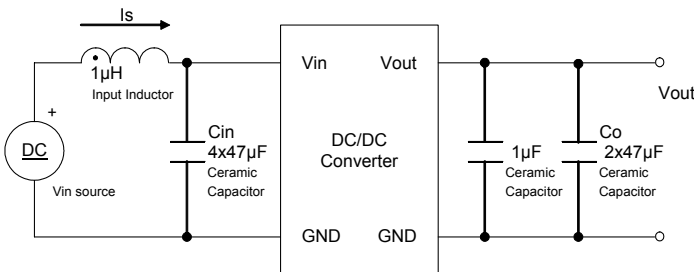 Is
1µH
Input Inductor
+
DC
Vin source
Cin
4x47µF
Ceramic
Capacitor
Vin
Vout
DC/DC
Converter
GND
GND
1µF
Ceramic
Capacitor
Co
2x47µF
Ceramic
Capacitor
Vout